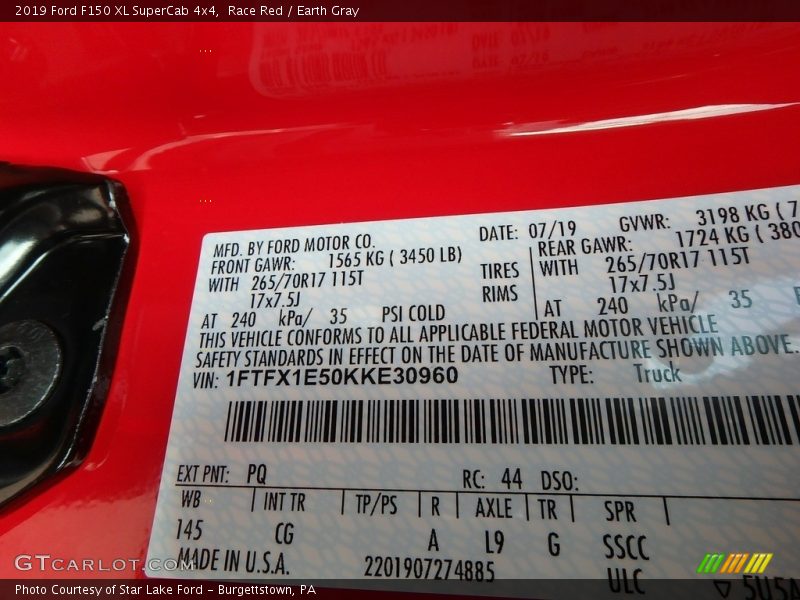 2019 Ford F150 XL SuperCab 4x4, Race Red / Earth Gray
MFD. BY FORD MOTOR CO. DATE: 07/19 GVWR: 3198 KG ( 7
FRONT GAWR: 1565 KG ( 3450 LB) REAR GAWR: 1724 KG ( 380
WITH 265/70R17 115T TIRES WITH 265/70R17 115T
17x7.5J RIMS 17x7.5J
AT 240 kPa/ 35 PSI COLD AT 240 kPa/ 35
THIS VEHICLE CONFORMS TO ALL APPLICABLE FEDERAL MOTOR VEHICLE
SAFETY STANDARDS IN EFFECT ON THE DATE OF MANUFACTURE SHOWN ABOVE.
VIN: 1FTFX1E50KKE30960 TYPE: Truck
EXT PNT: PQ RC: 44 DSO:
WB INT TR TP/PS R AXLE TR SPR
145 CG A L9 G SSCC
MADE IN U.S.A. 2201907274885 ULC 5U5A
GTCarLot.com
Photo Courtesy of Star Lake Ford - Burgettstown, PA